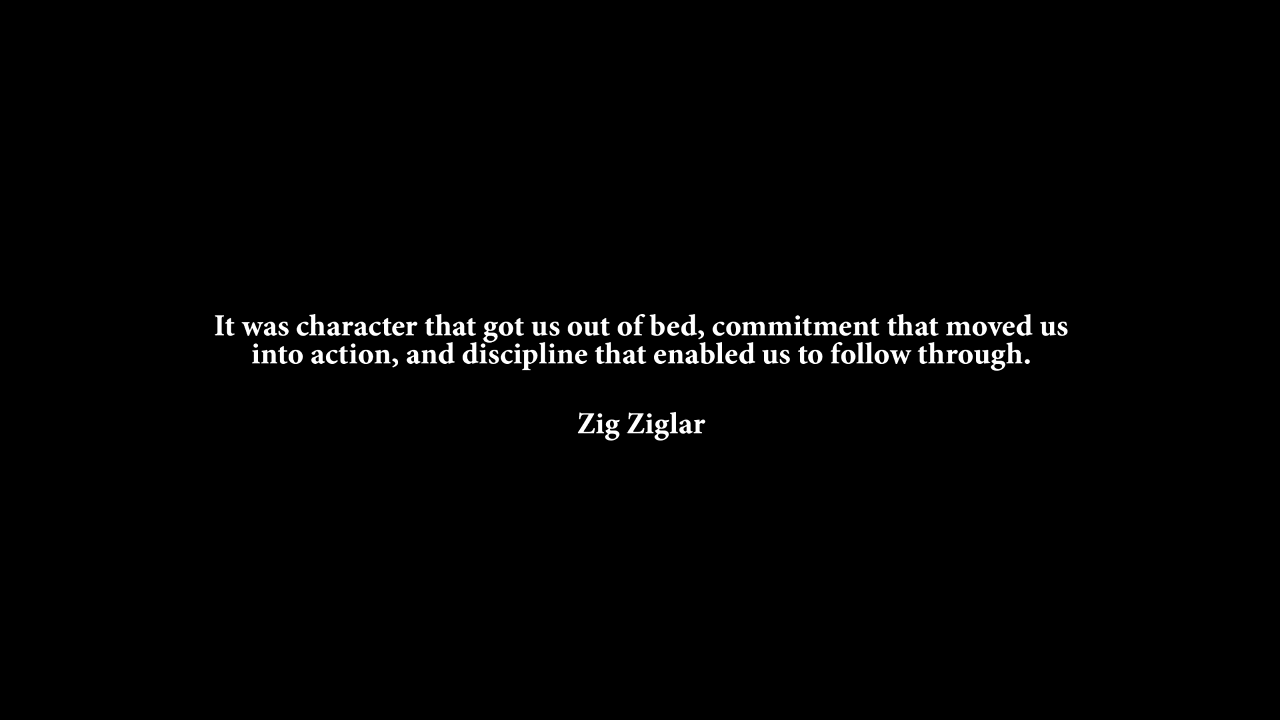 It was character that got us out of bed, commitment that moved us
into action, and discipline that enabled us to follow through.
Zig Ziglar